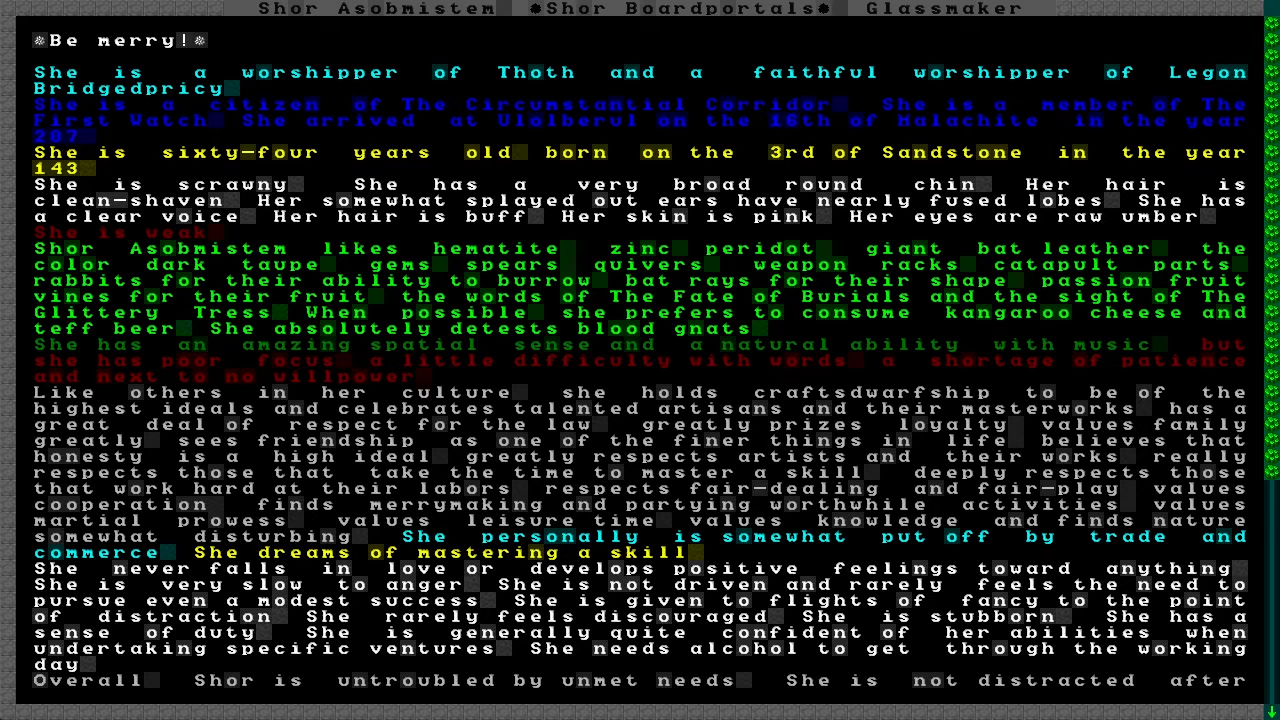 Shor Asobmistem ☼Shor Boardportals☼ Glassmaker
☼Be merry!☼
She is a worshipper of Thoth and a faithful worshipper of Legon
Bridgedpricy.
She is a citizen of The Circumstantial Corridor. She is a member of The
First Watch. She arrived at Ulolberul on the 16th of Malachite in the year
207.
She is sixty-four years old, born on the 3rd of Sandstone in the year
143.
She is scrawny. She has a very broad round chin. Her hair is
clean-shaven. Her somewhat splayed out ears have nearly fused lobes. She has
a clear voice. Her hair is buff. Her skin is pink. Her eyes are raw umber.
She is weak.
Shor Asobmistem likes hematite, zinc, peridot, giant bat leather, the
color dark taupe, gems, spears, quivers, weapon racks, catapult parts,
rabbits for their ability to burrow, bat rays for their shape, passion fruit
vines for their fruit, the words of The Fate of Burials and the sight of The
Glittery Tress. When possible, she prefers to consume kangaroo cheese and
teff beer. She absolutely detests blood gnats.
She has an amazing spatial sense and a natural ability with music, but
she has poor focus, a little difficulty with words, a shortage of patience
and next to no willpower.
Like others in her culture, she holds craftsdwarfship to be of the
highest ideals and celebrates talented artisans and their masterworks, has a
great deal of respect for the law, greatly prizes loyalty, values family
greatly, sees friendship as one of the finer things in life, believes that
honesty is a high ideal, greatly respects artists and their works, really
respects those that take the time to master a skill, deeply respects those
that work hard at their labors, respects fair-dealing and fair-play, values
cooperation, finds merrymaking and partying worthwhile activities, values
martial prowess, values leisure time, values knowledge, and finds nature
somewhat disturbing. She personally is somewhat put off by trade and
commerce. She dreams of mastering a skill.
She never falls in love or develops positive feelings toward anything.
She is very slow to anger. She is not driven and rarely feels the need to
pursue even a modest success. She is given to flights of fancy to the point
of distraction. She rarely feels discouraged. She is stubborn. She has a
sense of duty. She is generally quite confident of her abilities when
undertaking specific ventures. She needs alcohol to get through the working
day.
Overall, Shor is untroubled by unmet needs. She is not distracted after